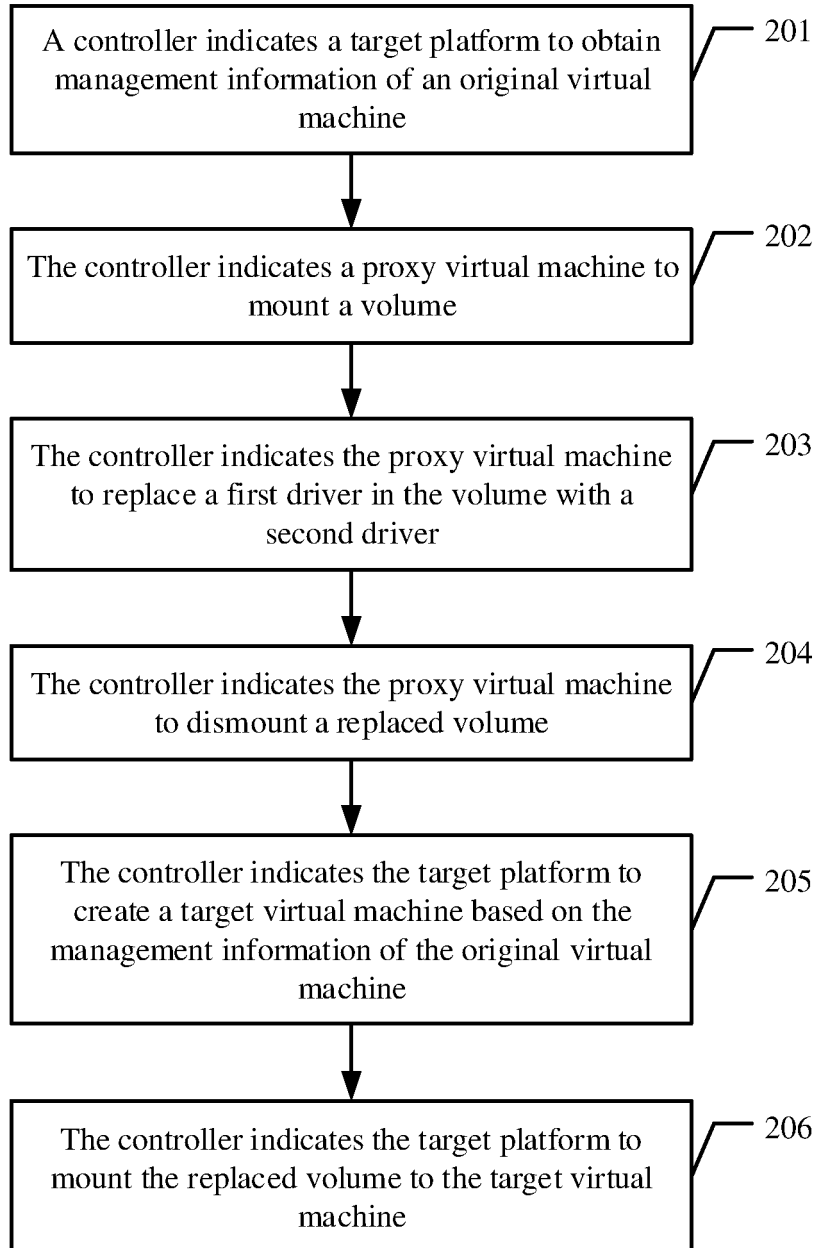 A controller indicates a target platform to obtain
management information of an original virtual
machine
201
The controller indicates a proxy virtual machine to
mount a volume
202
The controller indicates the proxy virtual machine
to replace a first driver in the volume with a
second driver
203
The controller indicates the proxy virtual machine
to dismount a replaced volume
204
The controller indicates the target platform to
create a target virtual machine based on the
management information of the original virtual
machine
205
The controller indicates the target platform to
mount the replaced volume to the target virtual
machine
206